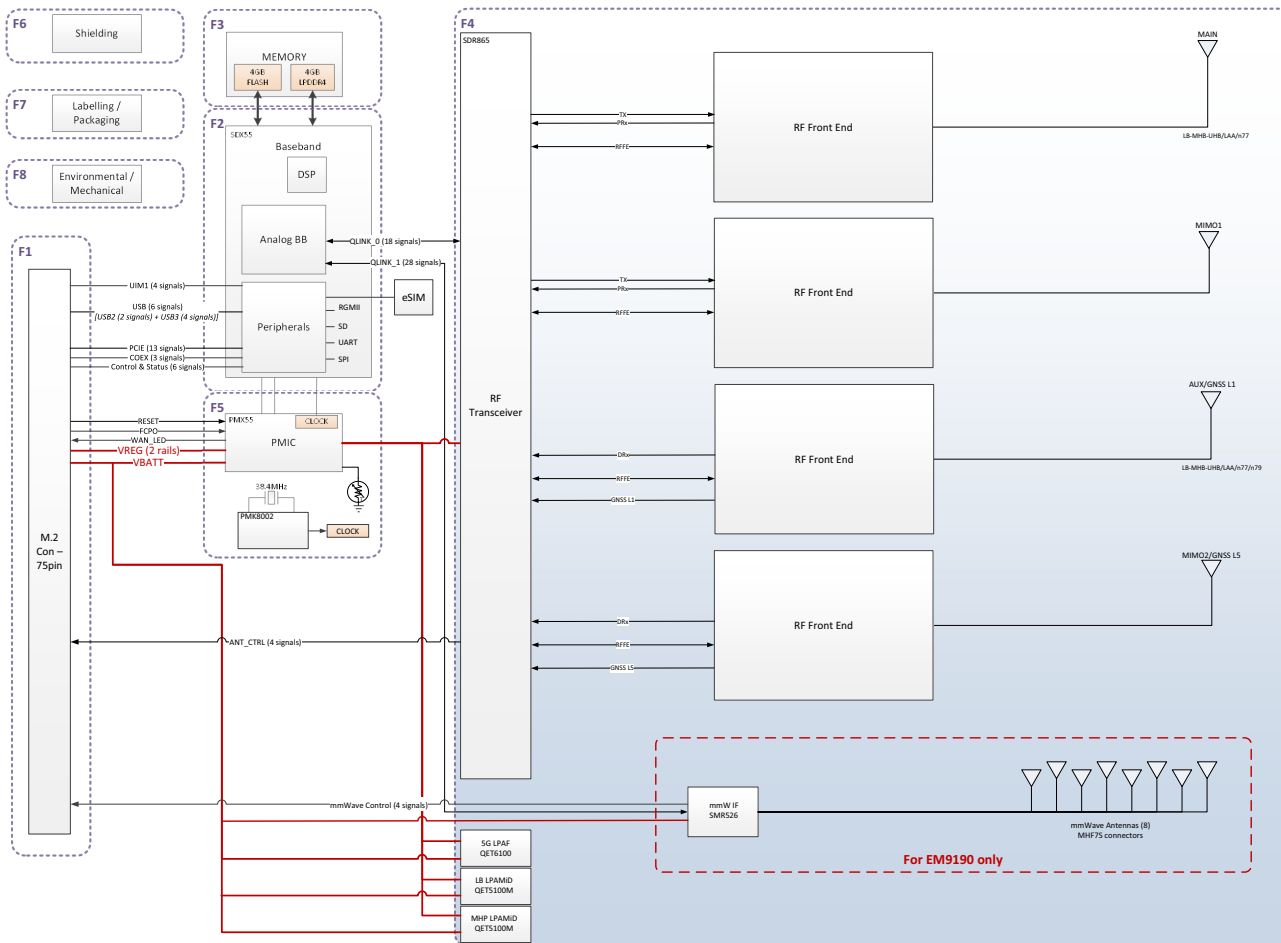 F6
Shielding
F7
Labelling /
Packaging
F8
Environmental /
Mechanical
F3
MEMORY
4GB
FLASH
4GB
LPDDR4
F2
SDX55
Baseband
DSP
Analog BB
QLINK_0 (18 signals)
QLINK_1 (28 signals)
Peripherals
eSIM
RGMII
SD
UART
SPI
F1
UIM1 (4 signals)
USB (6 signals)
[USB2 (2 signals) + USB3 (4 signals)]
PCIE (13 signals)
COEX (3 signals)
Control & Status (6 signals)
F5
PMX55
CLOCK
PMIC
RESET
FCPO
WAN_LED
VREG (2 rails)
VBATT
38.4MHz
PMK8002
CLOCK
M.2
Con –
75pin
ANT_CTRL (4 signals)
mmWave Control (4 signals)
F4
SDR865
RF
Transceiver
TX
PRx
RFFE
RF Front End
MAIN
LB-MHB-UHB/LAA/n77
TX
PRx
RFFE
RF Front End
MIMO1
DRx
RFFE
GNSS L1
RF Front End
AUX/GNSS L1
LB-MHB-UHB/LAA/n77/n79
DRx
RFFE
GNSS L5
RF Front End
MIMO2/GNSS L5
mmW IF
SMR526
mmWave Antennas (8)
MHF7S connectors
For EM9190 only
5G LPAF
QET6100
LB LPAMiD
QET5100M
MHP LPAMiD
QET5100M